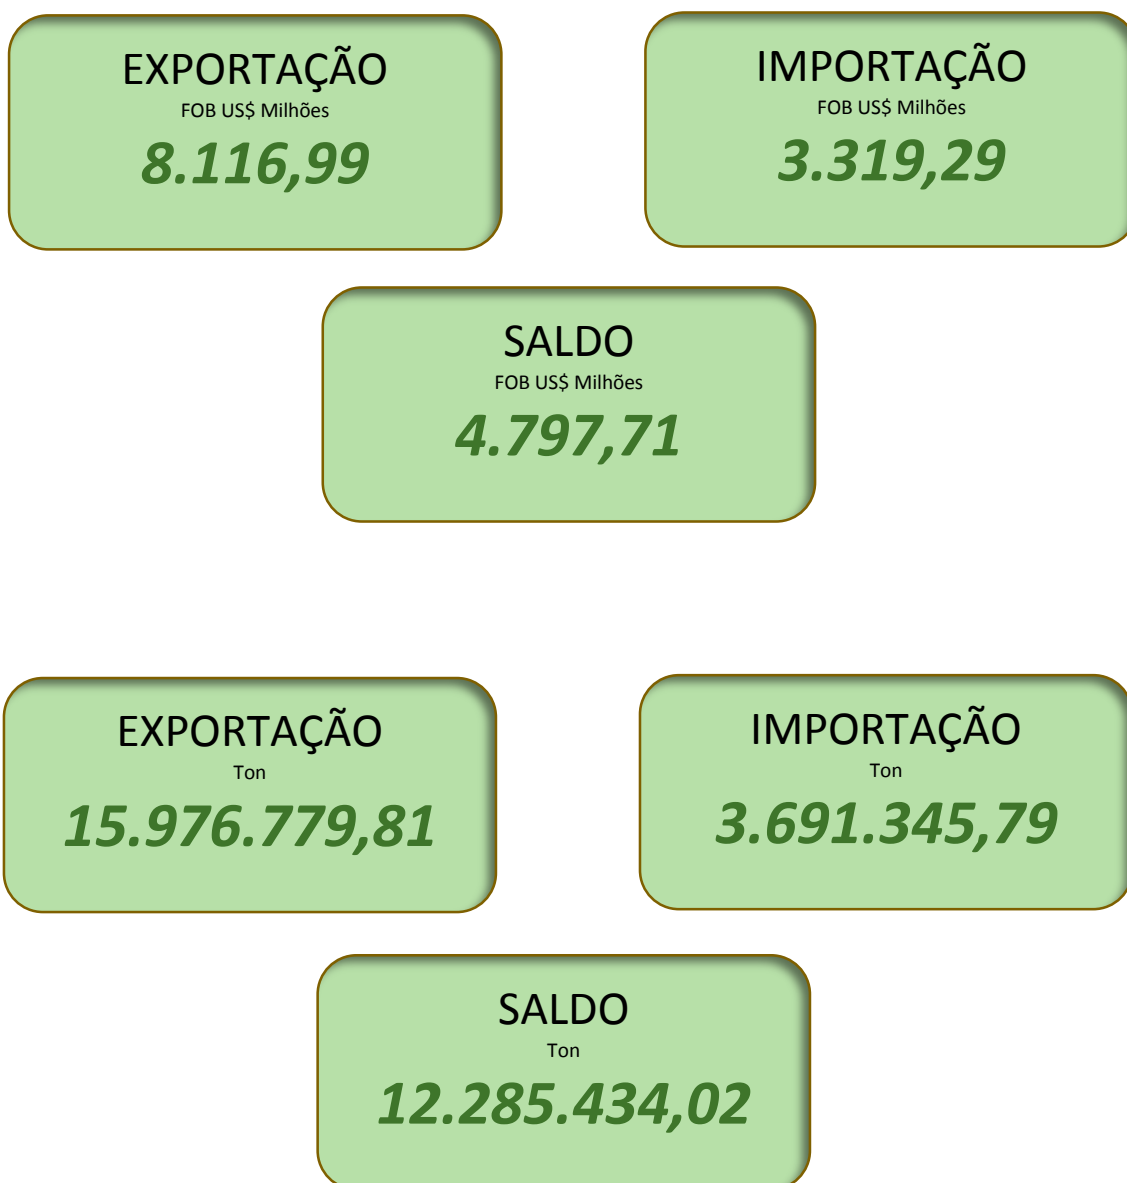 EXPORTAÇÃO
FOB US$ Milhões
8.116,99
IMPORTAÇÃO
FOB US$ Milhões
3.319,29
SALDO
FOB US$ Milhões
4.797,71
EXPORTAÇÃO
Ton
15.976.779,81
IMPORTAÇÃO
Ton
3.691.345,79
SALDO
Ton
12.285.434,02